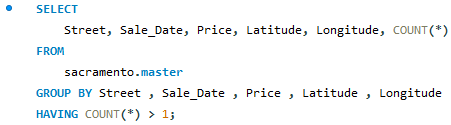 SELECT
Street, Sale_Date, Price, Latitude, Longitude, COUNT(*)
FROM
sacramento.master
GROUP BY Street , Sale_Date , Price , Latitude , Longitude
HAVING COUNT(*) > 1;